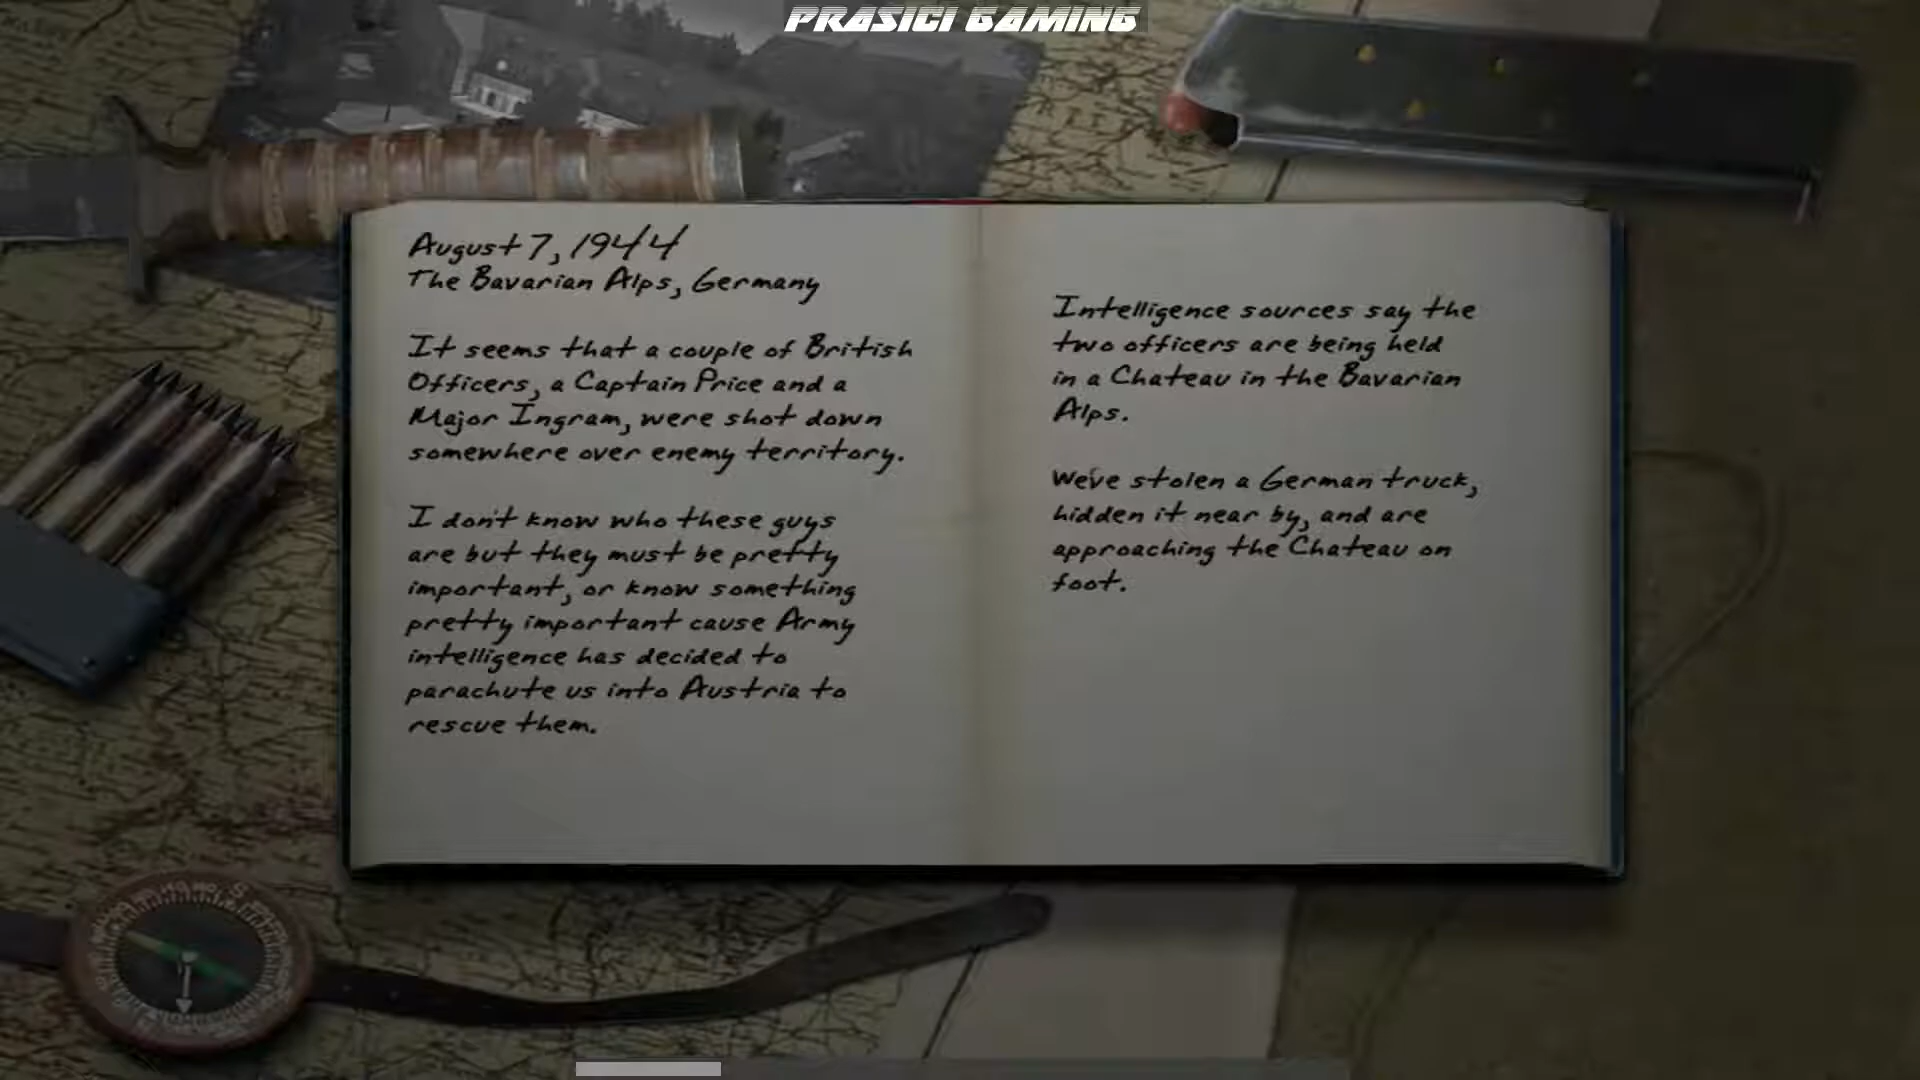 PRASICI GAMING
August 7, 1944
The Bavarian Alps, Germany
It seems that a couple of British
Officers, a Captain Price and a
Major Ingram, were shot down
somewhere over enemy territory.
I don't know who these guys
are but they must be pretty
important, or know something
pretty important cause Army
intelligence has decided to
parachute us into Austria to
rescue them.
Intelligence sources say the
two officers are being held
in a Chateau in the Bavarian
Alps.
We've stolen a German truck,
hidden it near by, and are
approaching the Chateau on
foot.